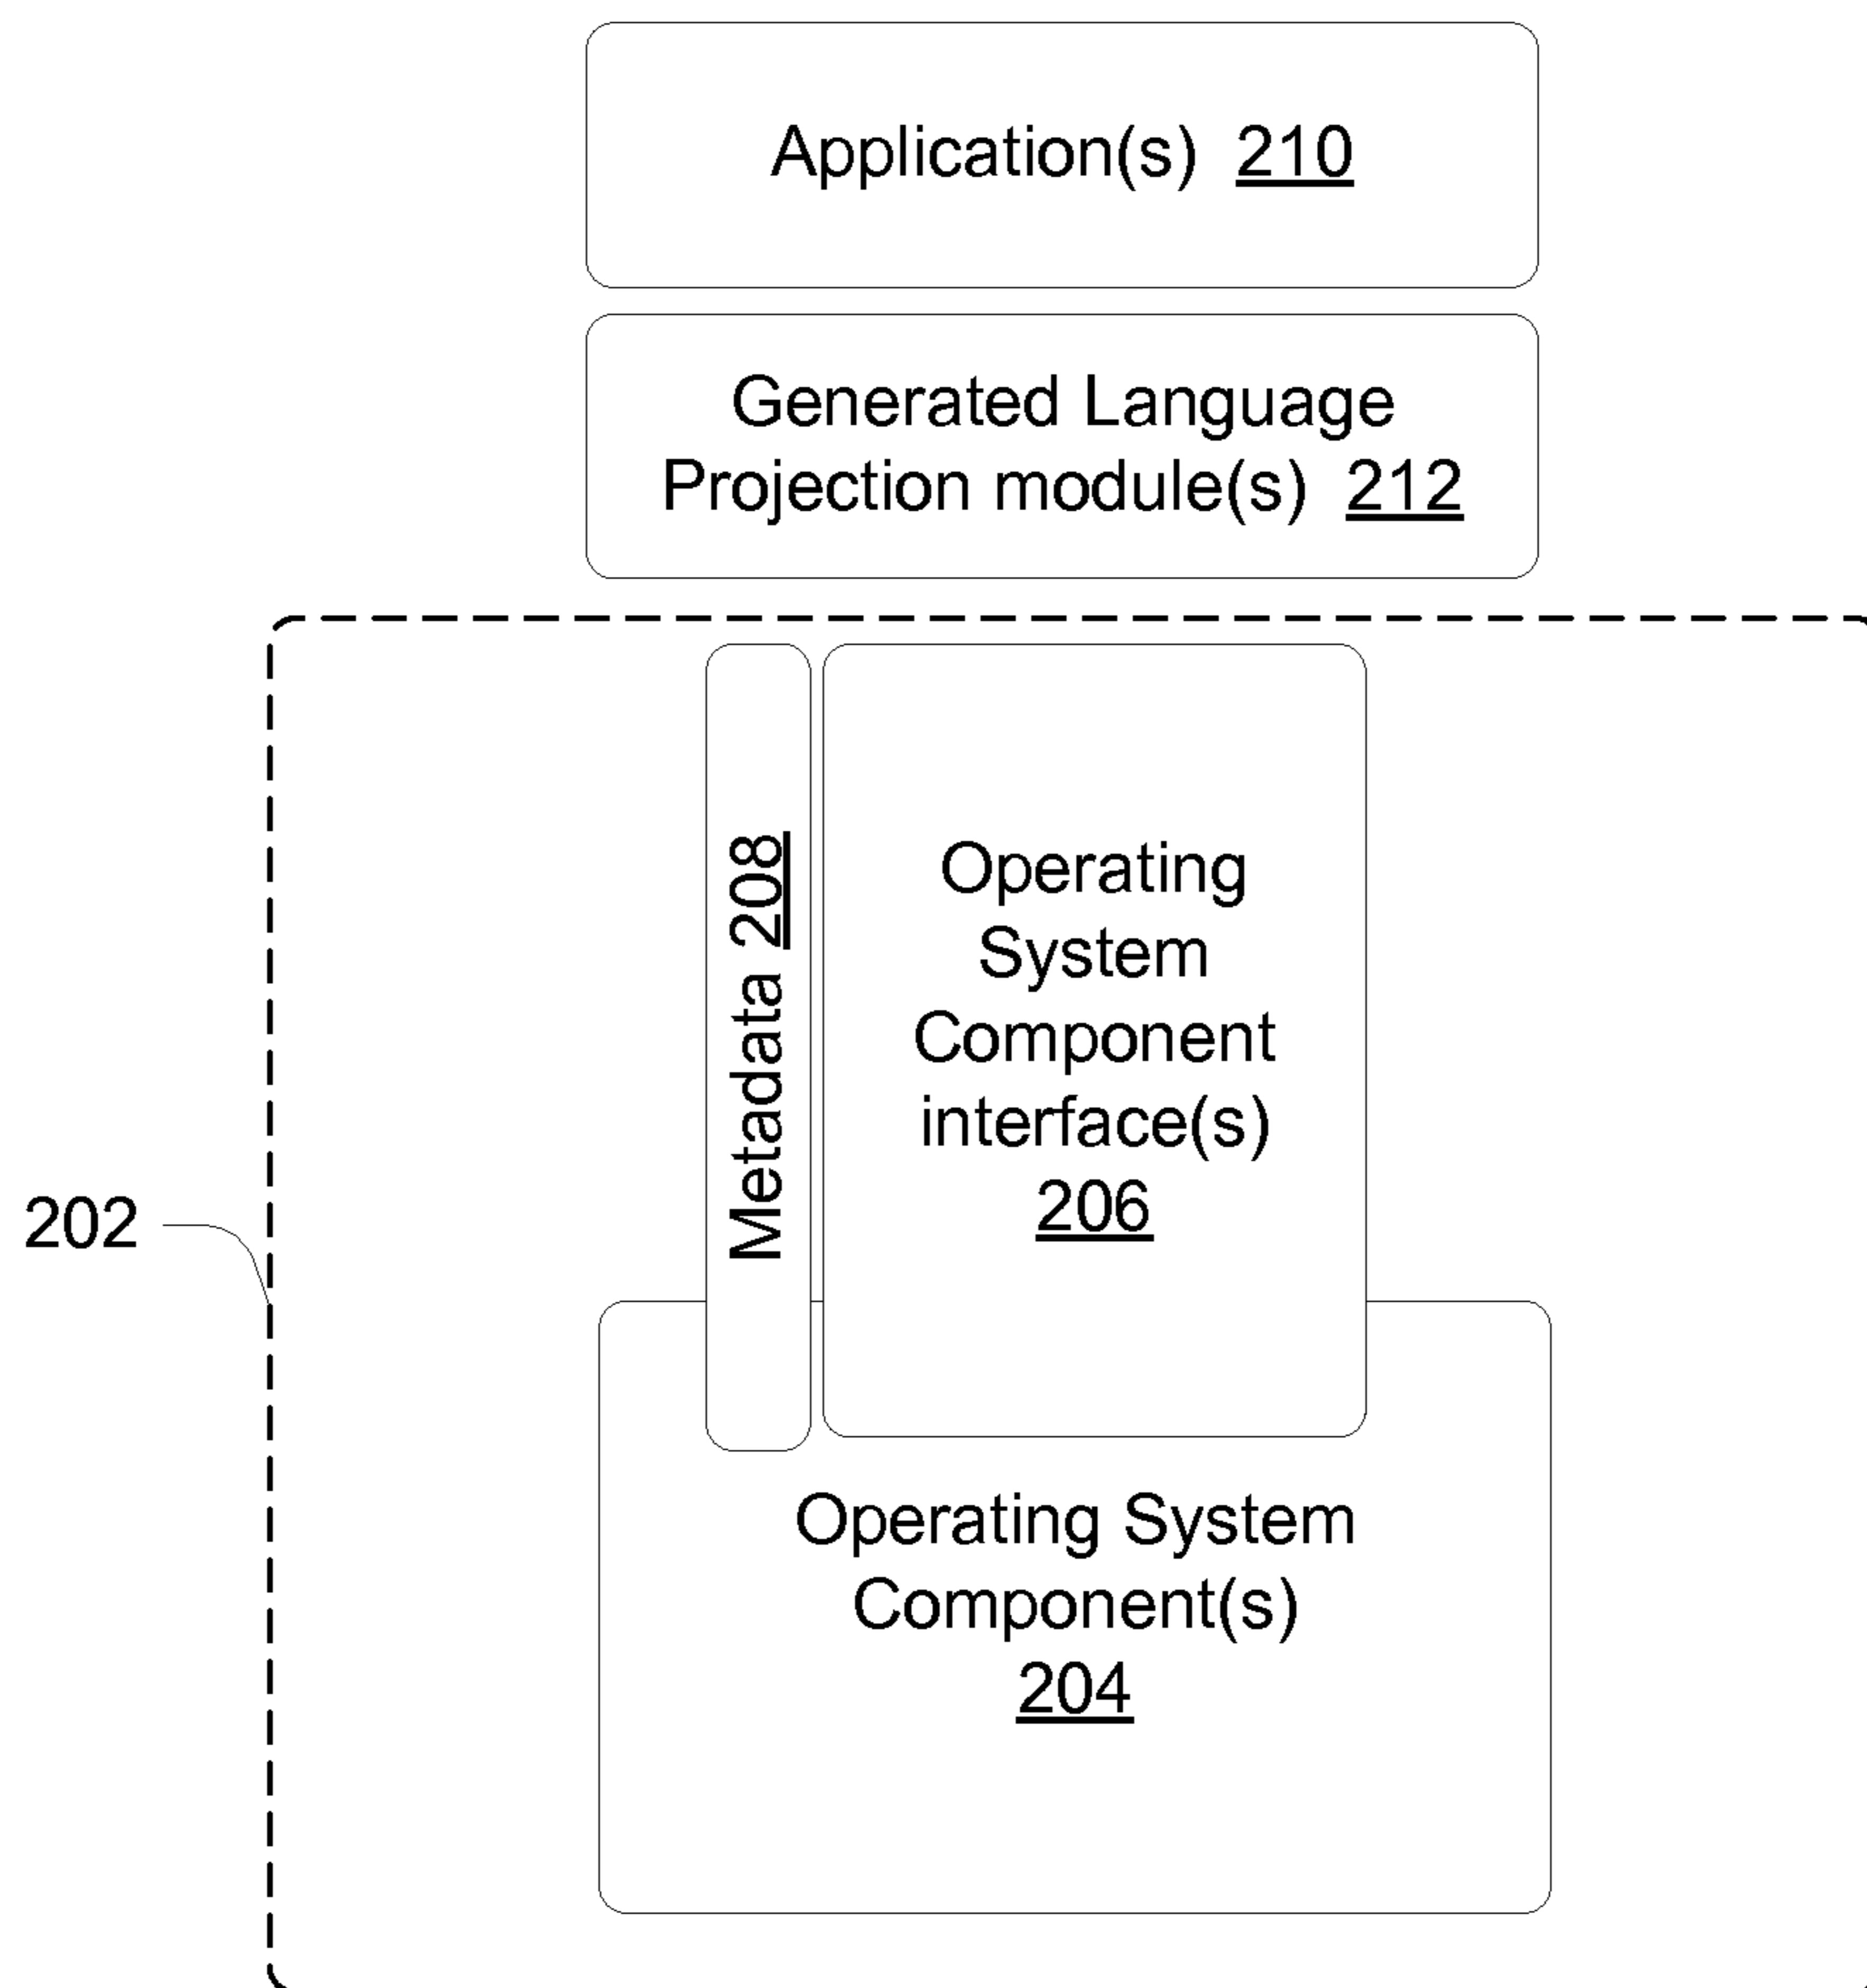 Application(s) 210
Generated Language
Projection module(s) 212
Metadata 208
Operating
System
Component
interface(s)
206
202
Operating System
Component(s)
204